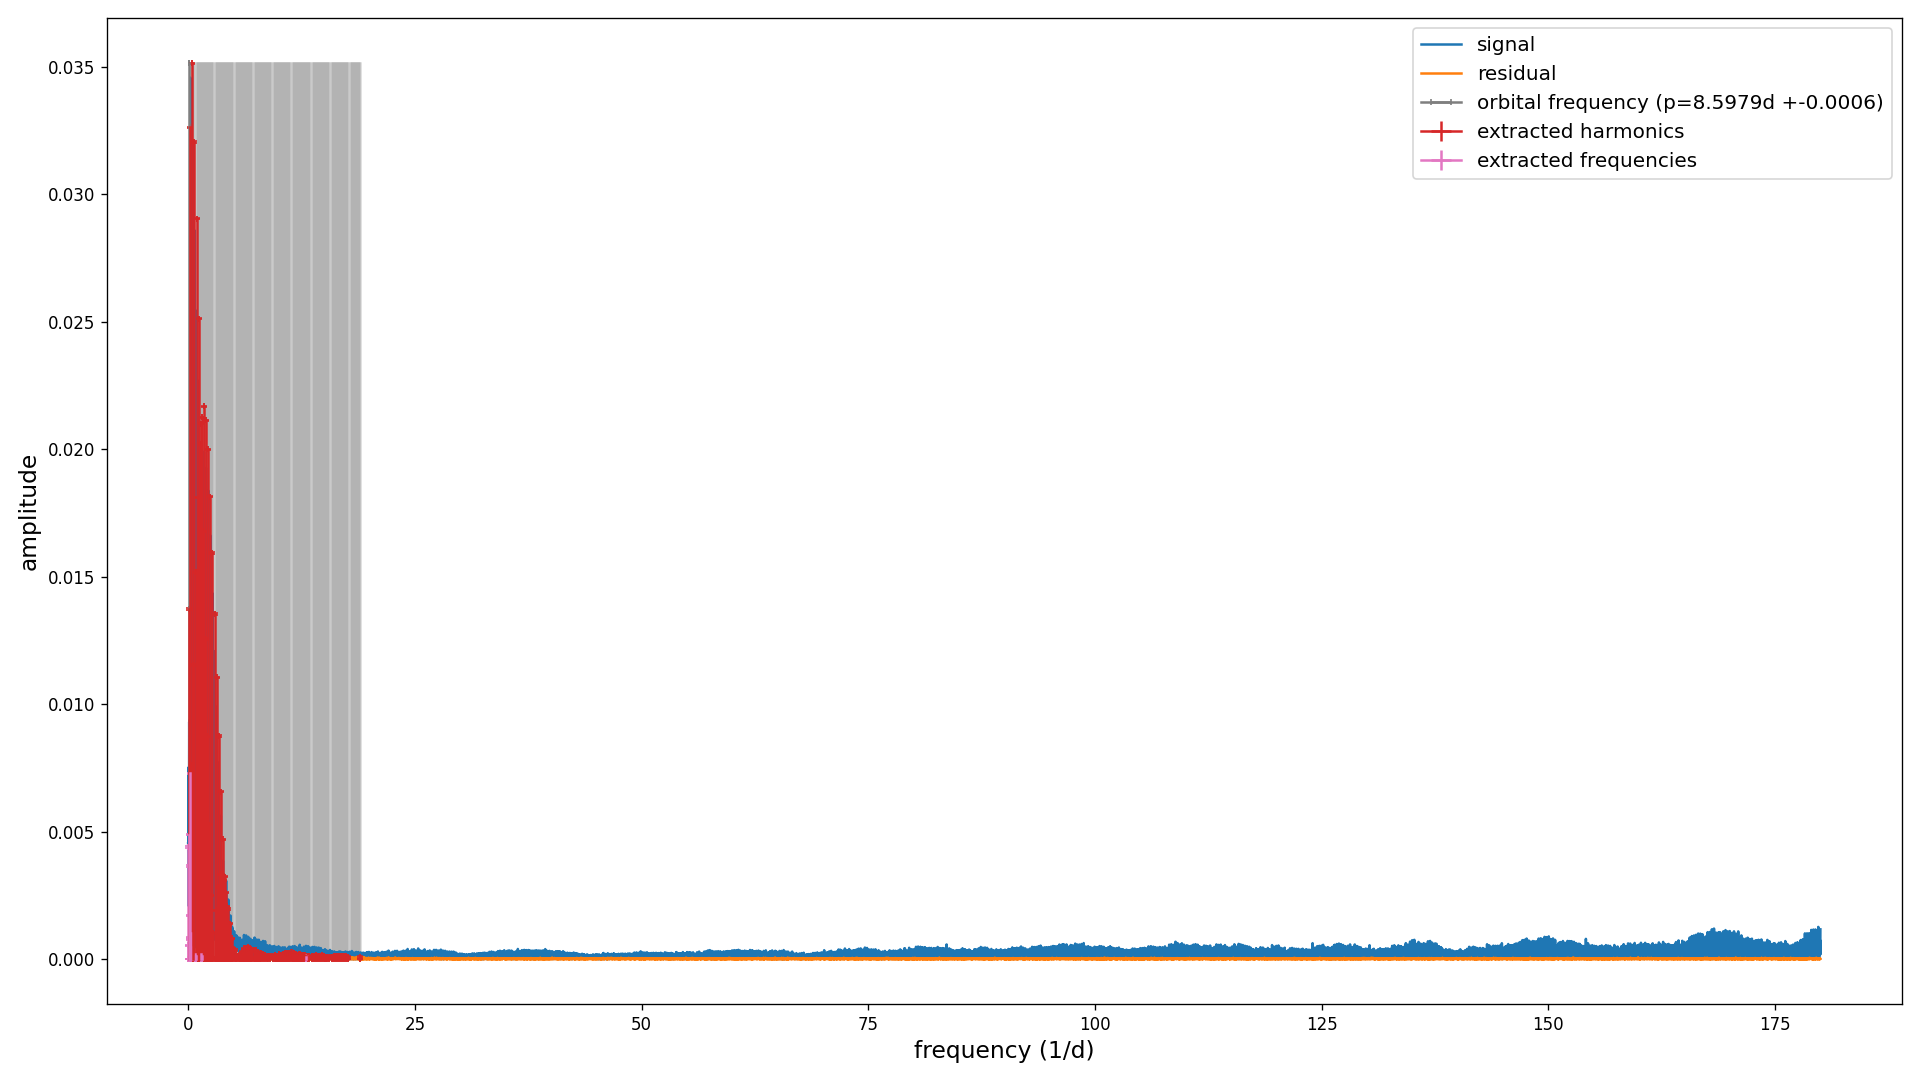 signal
residual
orbital frequency (p=8.5979d +-0.0006)
extracted harmonics
extracted frequencies
0.035
0.030
0.025
0.020
0.015
0.010
0.005
0.000
amplitude
0 25 50 75 100 125 150 175
frequency (1/d)